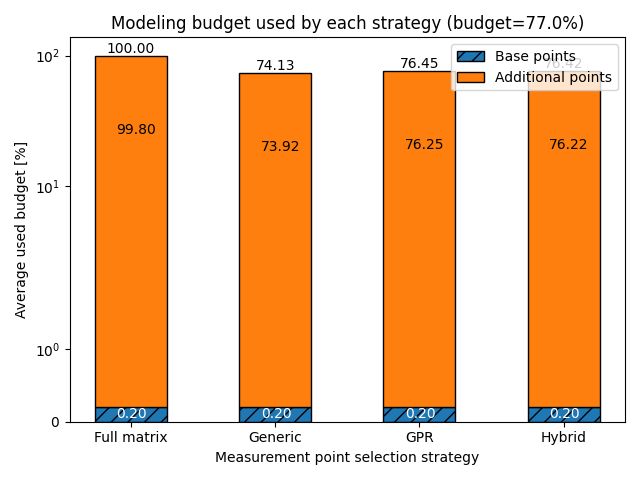 Modeling budget used by each strategy (budget=77.0%)
Average used budget [%]
10²
10¹
10⁰
0
100.00
74.13
76.45
76.42
Base points
Additional points
99.80
73.92
76.25
76.22
0.20
0.20
0.20
0.20
Full matrix
Generic
GPR
Hybrid
Measurement point selection strategy